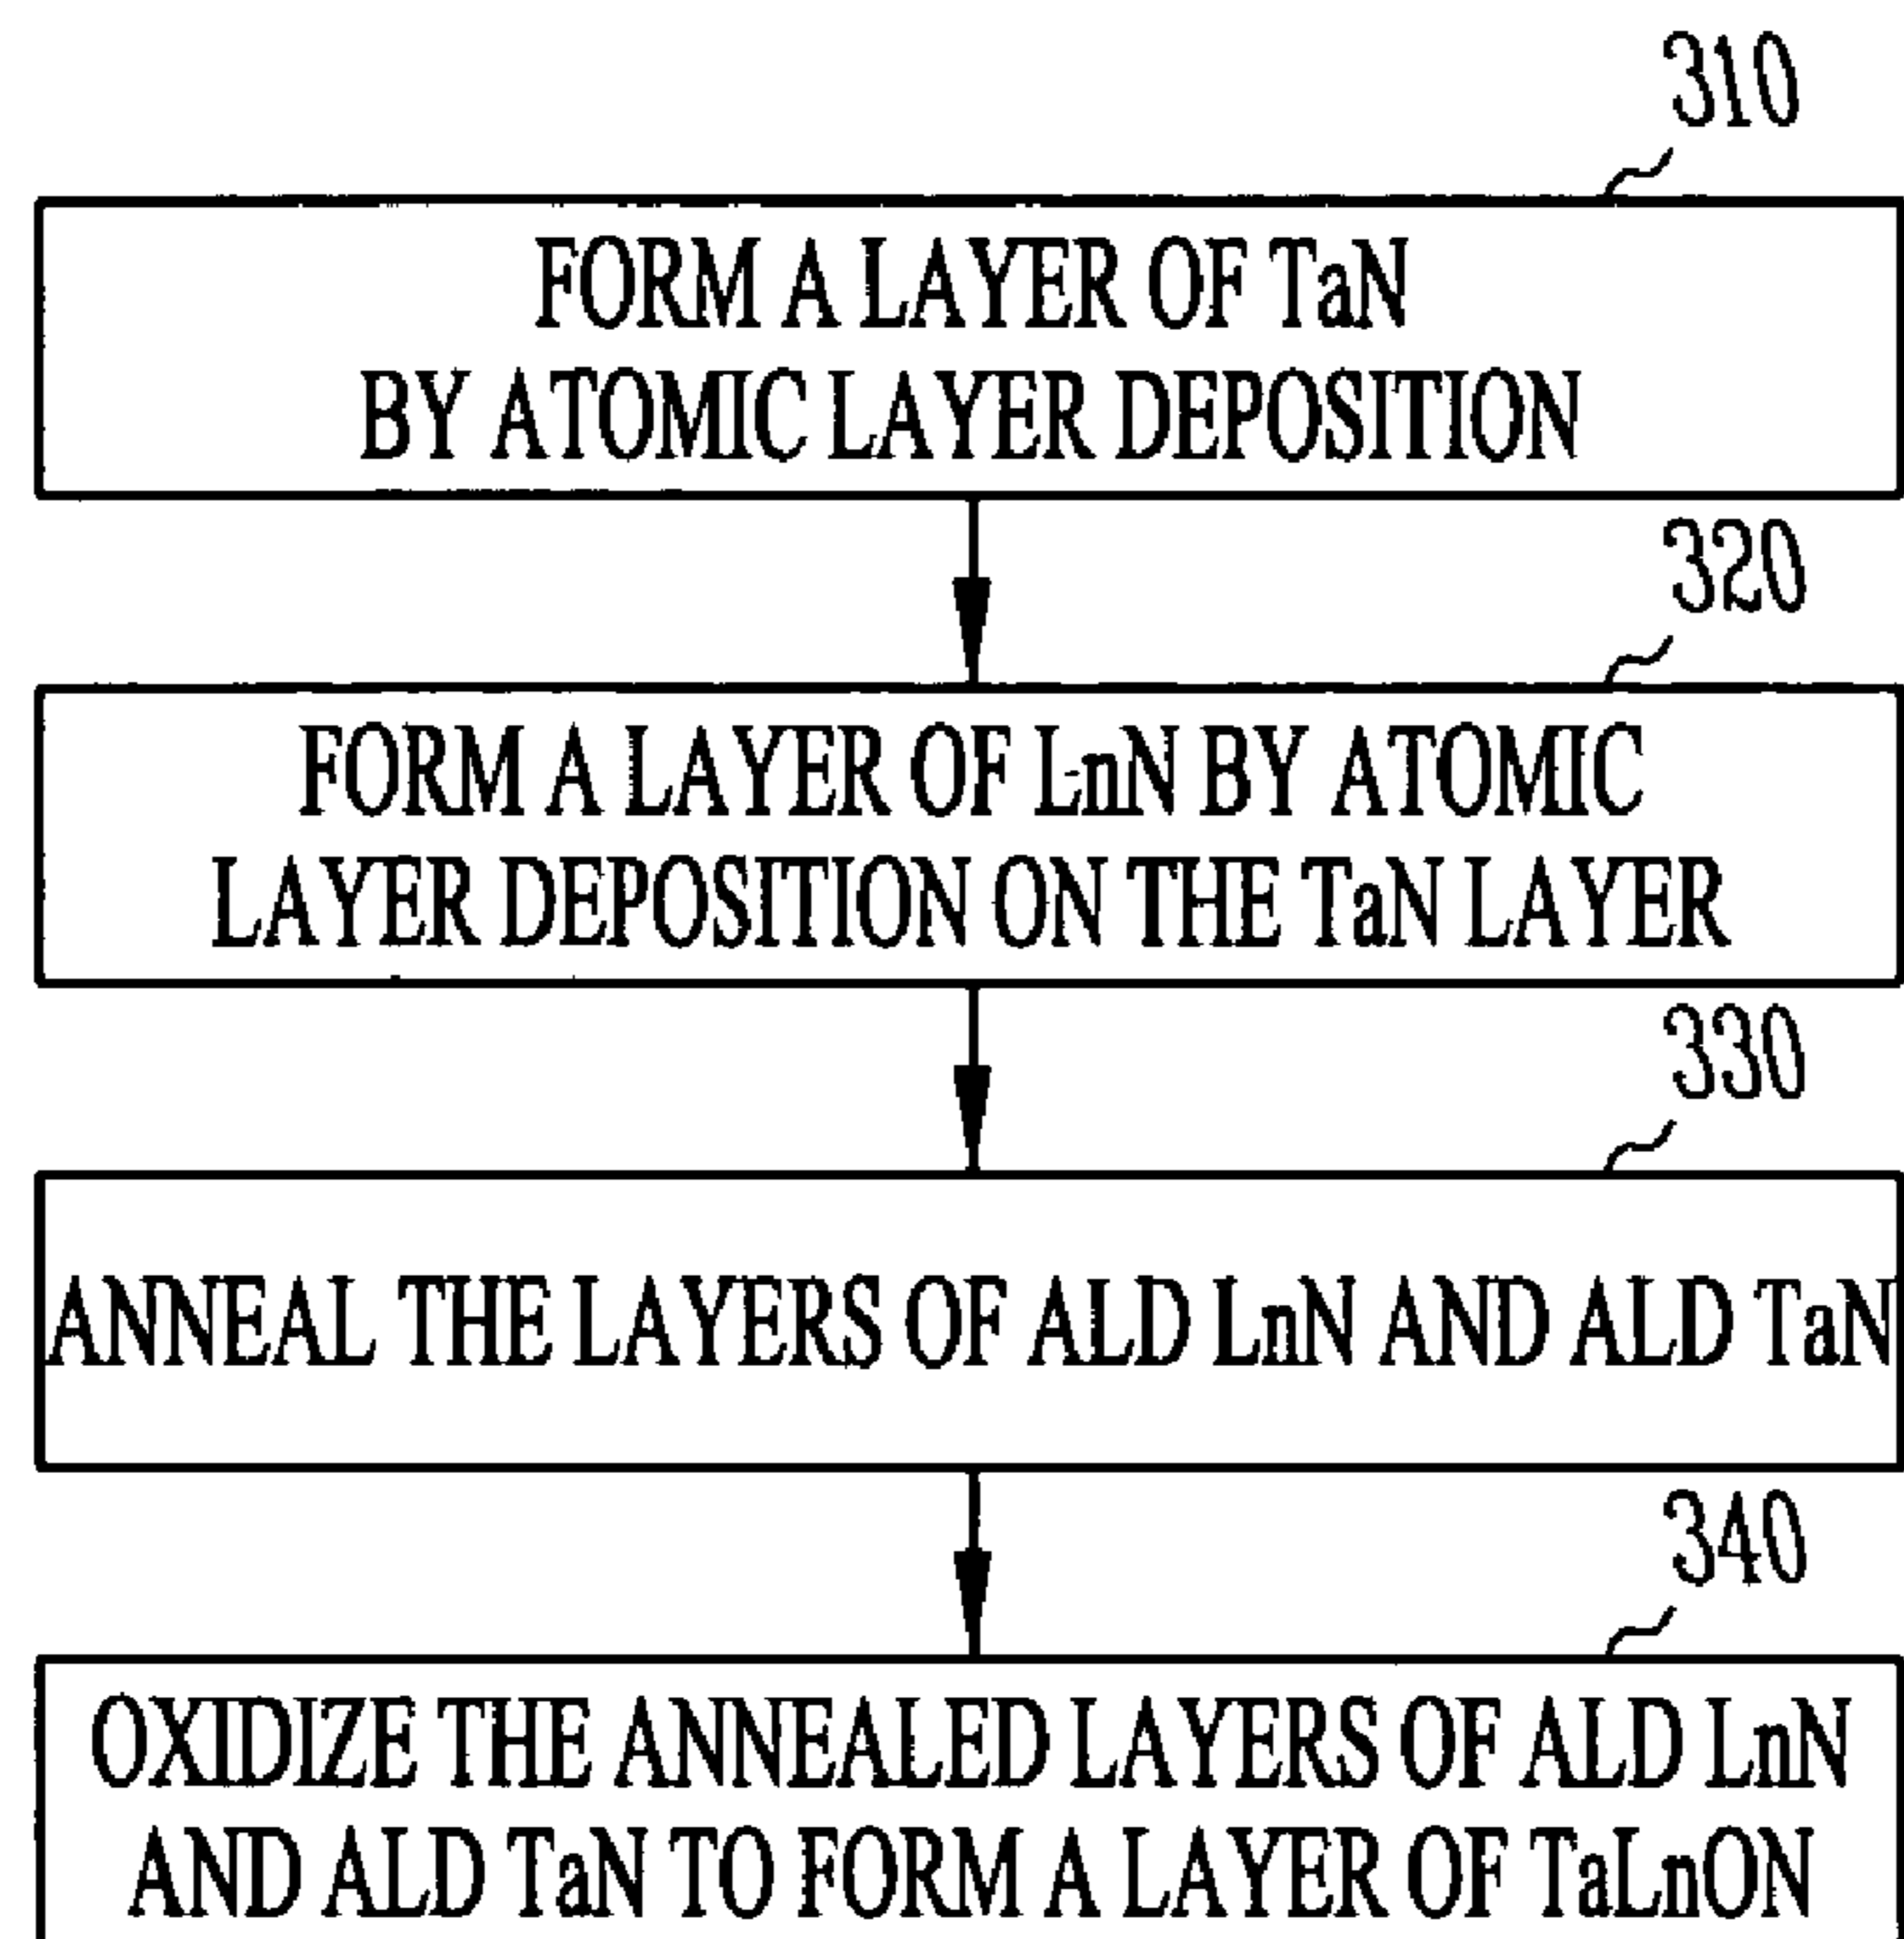 310
FORM A LAYER OF TaN
BY ATOMIC LAYER DEPOSITION
320
FORM A LAYER OF LnN BY ATOMIC
LAYER DEPOSITION ON THE TaN LAYER
330
ANNEAL THE LAYERS OF ALD LnN AND ALD TaN
340
OXIDIZE THE ANNEALED LAYERS OF ALD LnN
AND ALD TaN TO FORM A LAYER OF TaLnON